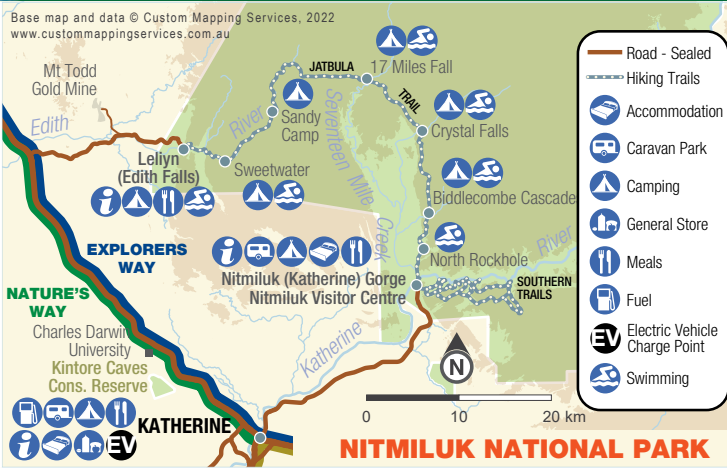 Base map and data © Custom Mapping Services, 2022
www.custommappingservices.com.au
Mt Todd
Gold Mine
Edith
River
JATBULA
TRAIL
17 Miles Fall
Sandy
Camp
Seventeen Mile
Creek
Crystal Falls
Leliyn
(Edith Falls)
Sweetwater
Biddlecombe Cascade
EXPLORERS
WAY
North Rockhole
River
Nitmiluk (Katherine) Gorge
Nitmiluk Visitor Centre
SOUTHERN
TRAILS
NATURE'S
WAY
Charles Darwin
University
Kintore Caves
Cons. Reserve
Katherine
N
0 10 20 km
KATHERINE
EV
NITMILUK NATIONAL PARK
Road - Sealed
Hiking Trails
Accommodation
Caravan Park
Camping
General Store
Meals
Fuel
EV
Electric Vehicle
Charge Point
Swimming